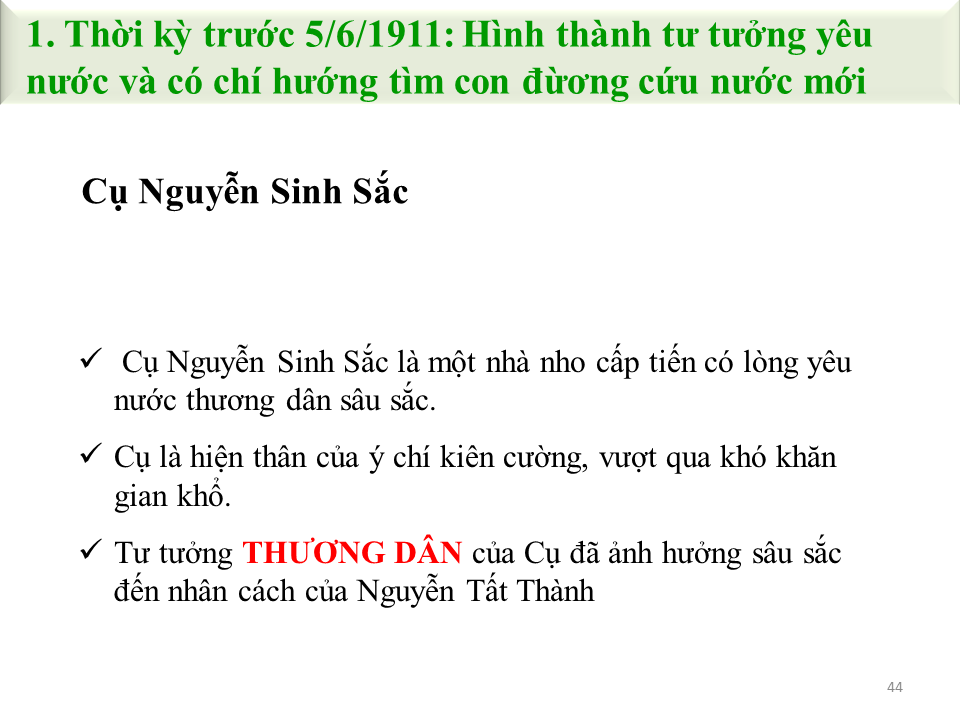 1. Thời kỳ trước 5/6/1911: Hình thành tư tưởng yêu
nước và có chí hướng tìm con đừơng cứu nước mới
Cụ Nguyễn Sinh Sắc
✓ Cụ Nguyễn Sinh Sắc là một nhà nho cấp tiến có lòng yêu
nước thương dân sâu sắc.
✓ Cụ là hiện thân của ý chí kiên cường, vượt qua khó khăn
gian khổ.
✓ Tư tưởng THƯƠNG DÂN của Cụ đã ảnh hưởng sâu sắc
đến nhân cách của Nguyễn Tất Thành
44